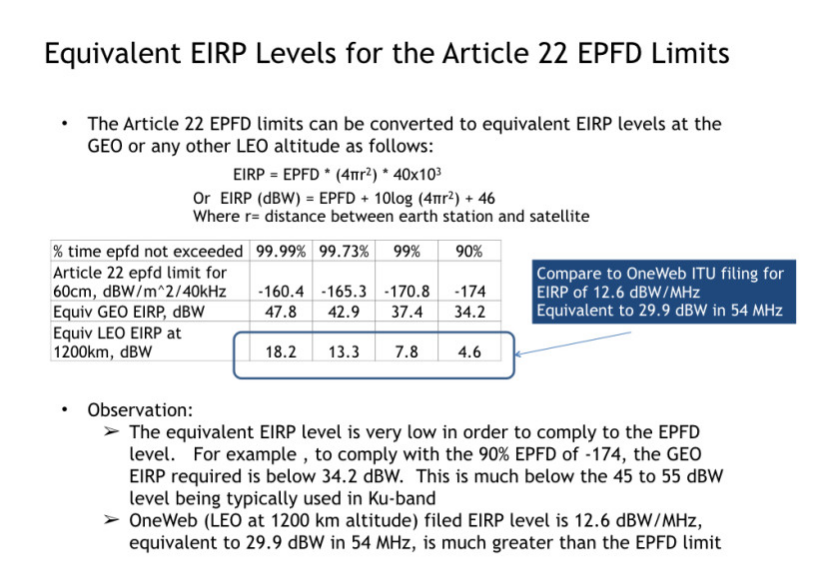 Equivalent EIRP Levels for the Article 22 EPFD Limits
• The Article 22 EPFD limits can be converted to equivalent EIRP levels at the
GEO or any other LEO altitude as follows:
EIRP = EPFD * (4πr²) * 40x10³
Or EIRP (dBW) = EPFD + 10log (4πr²) + 46
Where r= distance between earth station and satellite
% time epfd not exceeded 99.99% 99.73% 99% 90%
Article 22 epfd limit for
60cm, dBW/m^2/40kHz -160.4 -165.3 -170.8 -174
Equiv GEO EIRP, dBW 47.8 42.9 37.4 34.2
Equiv LEO EIRP at
1200km, dBW 18.2 13.3 7.8 4.6
Compare to OneWeb ITU filing for
EIRP of 12.6 dBW/MHz
Equivalent to 29.9 dBW in 54 MHz
• Observation:
➢ The equivalent EIRP level is very low in order to comply to the EPFD
level. For example , to comply with the 90% EPFD of -174, the GEO
EIRP required is below 34.2 dBW. This is much below the 45 to 55 dBW
level being typically used in Ku-band
➢ OneWeb (LEO at 1200 km altitude) filed EIRP level is 12.6 dBW/MHz,
equivalent to 29.9 dBW in 54 MHz, is much greater than the EPFD limit